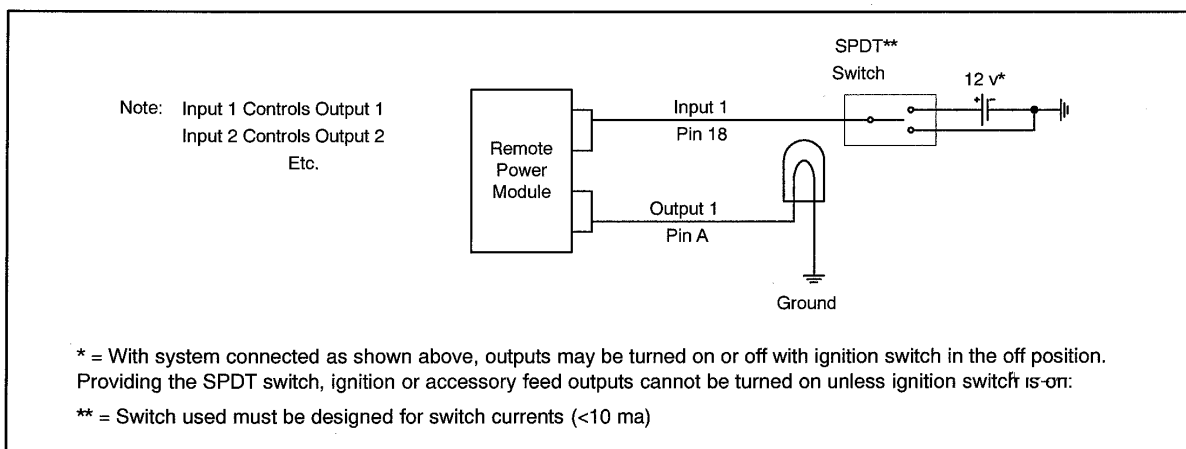 SPDT**
Switch
12 v*
Note: Input 1 Controls Output 1
Input 2 Controls Output 2
Etc.
Input 1
Pin 18
Remote
Power
Module
Output 1
Pin A
Ground
* = With system connected as shown above, outputs may be turned on or off with ignition switch in the off position.
Providing the SPDT switch, ignition or accessory feed outputs cannot be turned on unless ignition switch is on:
** = Switch used must be designed for switch currents (<10 ma)